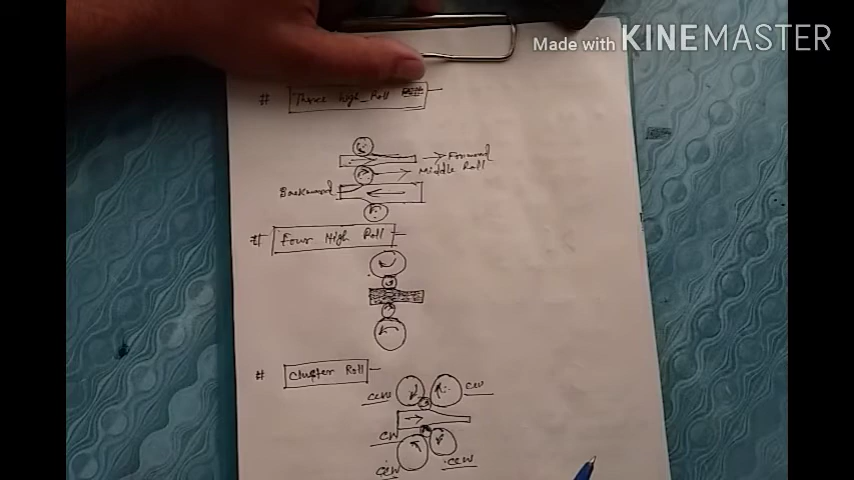 Made with KINEMASTER
# Three high Roll
Forward
Middle Roll
Backward
# Four High Roll
# Cluster Roll
ccw
cw
cw
ccw
ccw